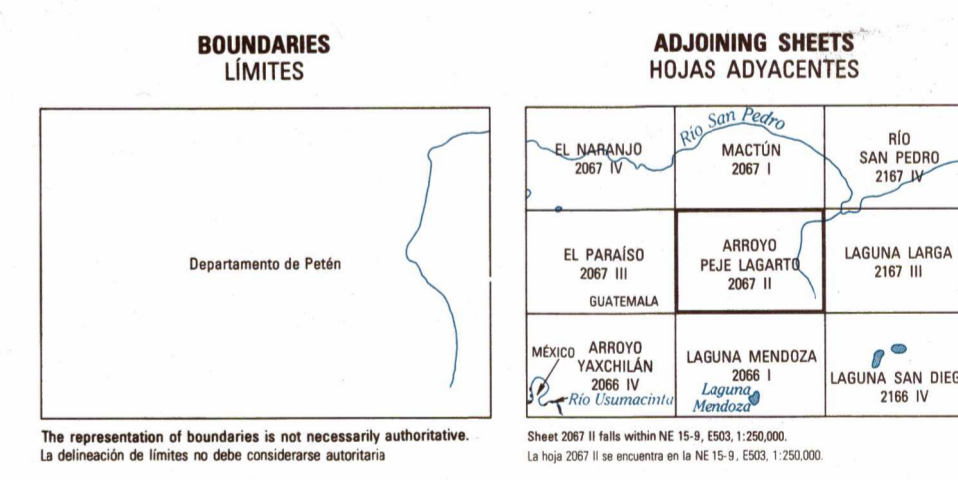 BOUNDARIES
LÍMITES
Departamento de Petén
The representation of boundaries is not necessarily authoritative.
La delineación de límites no debe considerarse autoritaria
ADJOINING SHEETS
HOJAS ADYACENTES
EL NARANJO
2067 IV
Río San Pedro
MACTÚN
2067 I
RÍO
SAN PEDRO
2167 IV
EL PARAÍSO
2067 III
GUATEMALA
ARROYO
PEJE LAGARTO
2067 II
LAGUNA LARGA
2167 III
MÉXICO
ARROYO
YAXCHILÁN
2066 IV
Río Usumacinta
LAGUNA MENDOZA
2066 I
Laguna
Mendoza
LAGUNA SAN DIEG
2166 IV
Sheet 2067 II falls within NE 15-9, E503, 1:250,000.
La hoja 2067 II se encuentra en la NE 15-9, E503, 1:250,000.